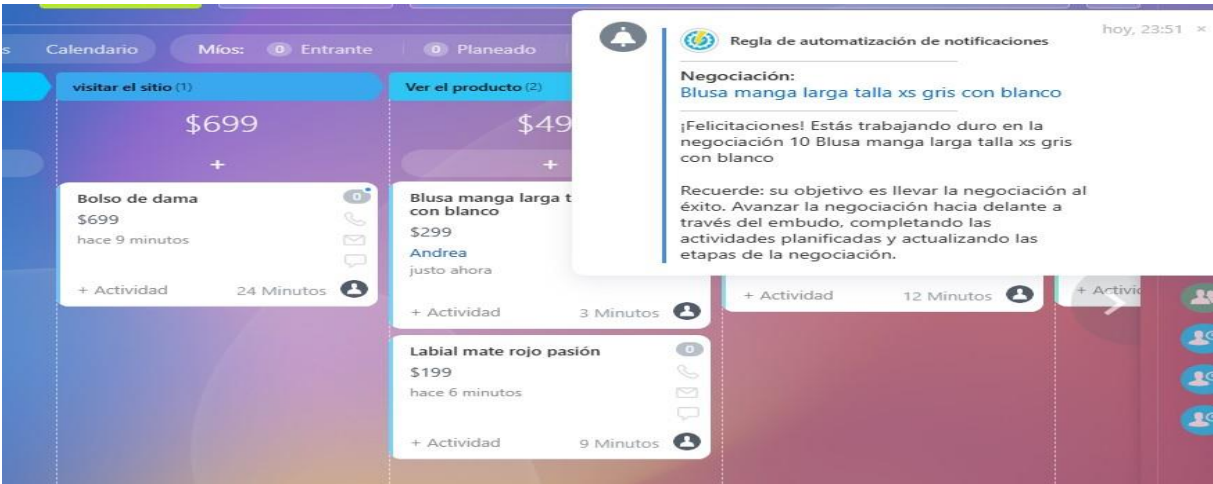 Calendario
Míos: 0 Entrante 0 Planeado
hoy, 23:51 ×
Regla de automatización de notificaciones
Negociación:
Blusa manga larga talla xs gris con blanco
¡Felicitaciones! Estás trabajando duro en la
negociación 10 Blusa manga larga talla xs gris
con blanco
Recuerde: su objetivo es llevar la negociación al
éxito. Avanzar la negociación hacia delante a
través del embudo, completando las
actividades planificadas y actualizando las
etapas de la negociación.
visitar el sitio (1)
$699
+
Bolso de dama
0
$699
hace 9 minutos
+ Actividad 24 Minutos
Ver el producto (2)
$49
+
Blusa manga larga t
con blanco
$299
Andrea
justo ahora
+ Actividad 3 Minutos
Labial mate rojo pasión
0
$199
hace 6 minutos
+ Actividad 9 Minutos
+ Actividad 12 Minutos
+ Activid